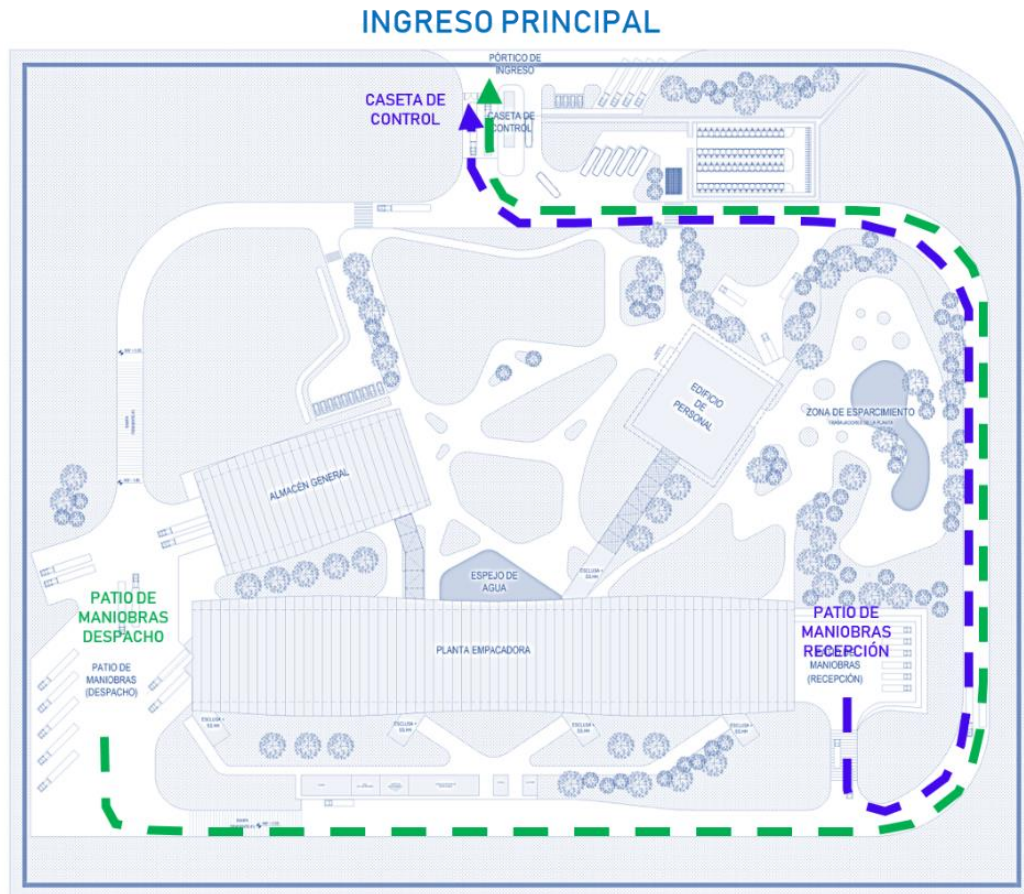 INGRESO PRINCIPAL
PÓRTICO DE
INGRESO
CASETA DE
CONTROL
CASETA DE
CONTROL
EDIFICIO
DE
PERSONAL
ZONA DE ESPARCIMIENTO
ALMACÉN GENERAL
ESPEJO DE
AGUA
PATIO DE
MANIOBRAS
DESPACHO
PATIO DE
MANIOBRAS
(DESPACHO)
PLANTA EMPACADORA
PATIO DE
MANIOBRAS
RECEPCIÓN
MANIOBRAS
(RECEPCIÓN)